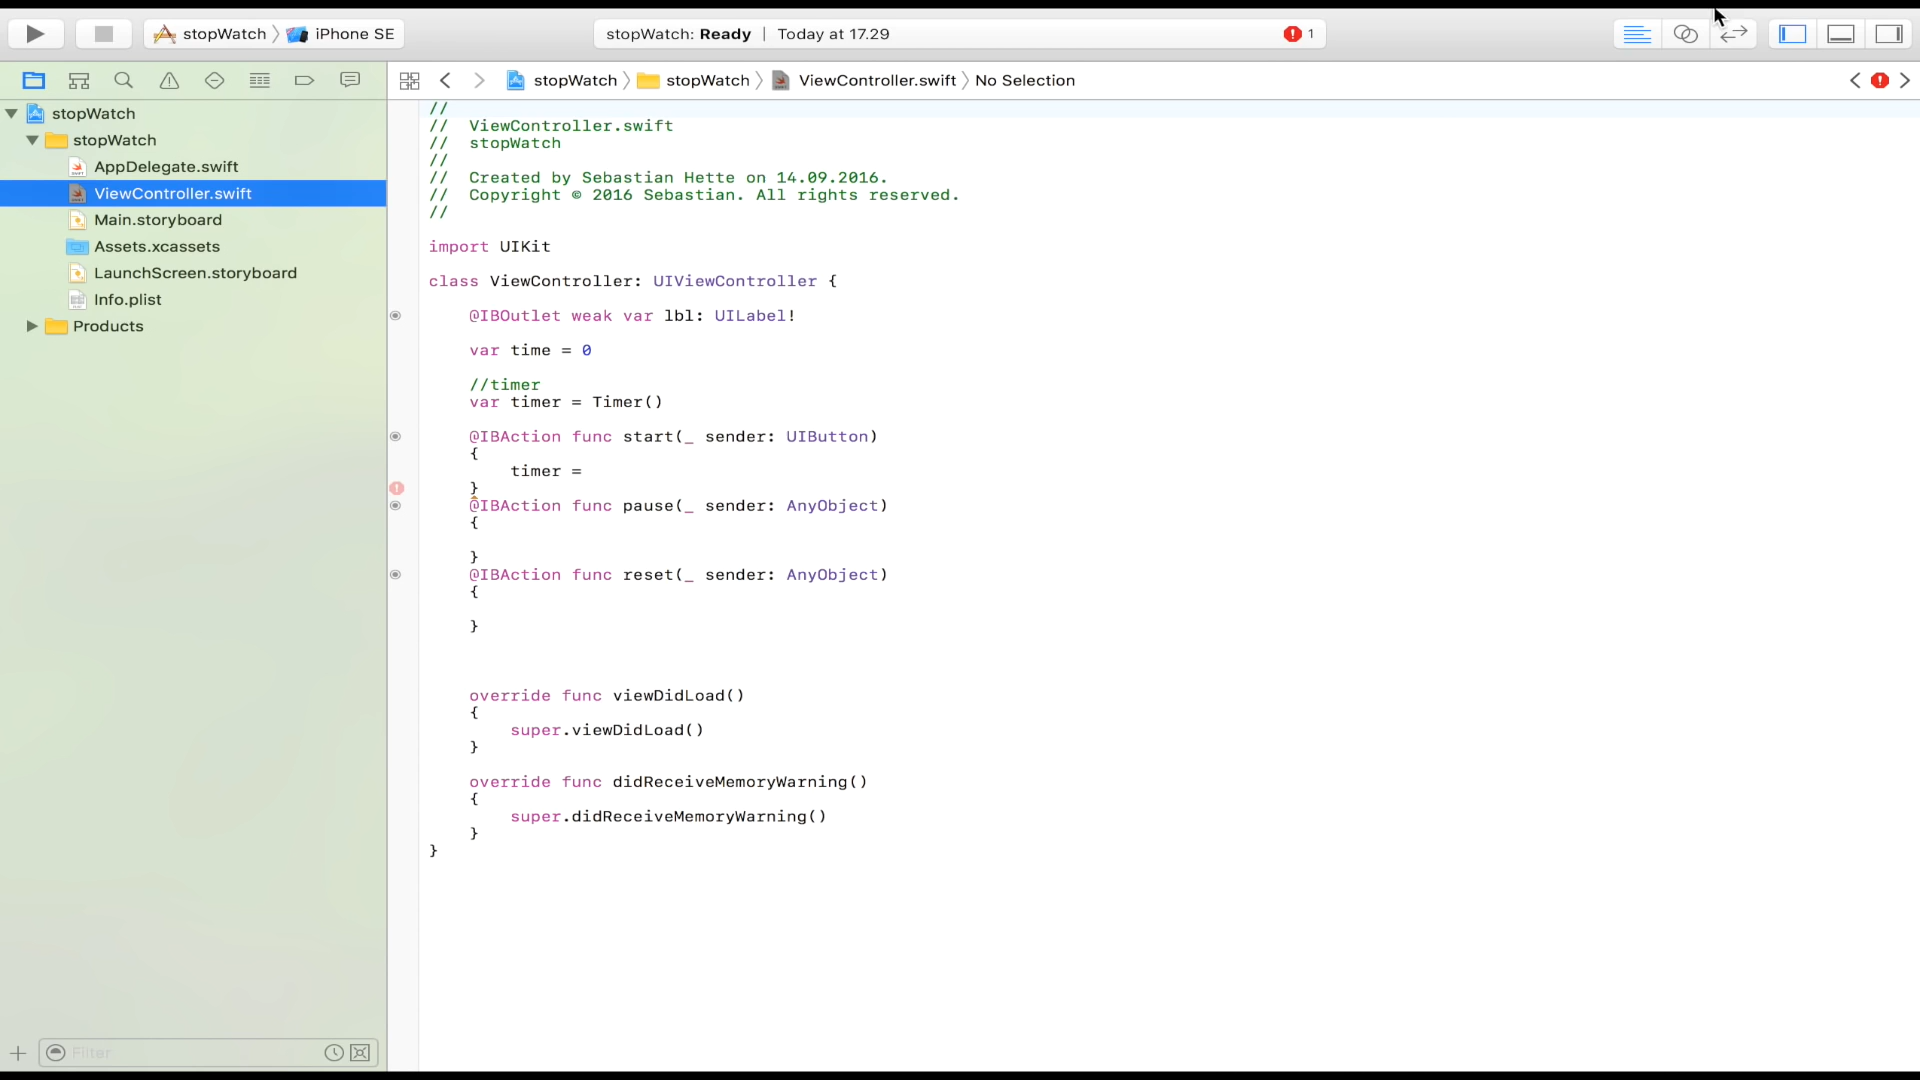 stopWatch
iPhone SE
stopWatch: Ready | Today at 17.29
1
stopWatch
stopWatch
ViewController.swift
No Selection
stopWatch
stopWatch
AppDelegate.swift
ViewController.swift
Main.storyboard
Assets.xcassets
LaunchScreen.storyboard
Info.plist
Products
Filter
//
//  ViewController.swift
//  stopWatch
//
//  Created by Sebastian Hette on 14.09.2016.
//  Copyright © 2016 Sebastian. All rights reserved.
//
import UIKit
class ViewController: UIViewController {
@IBOutlet weak var lbl: UILabel!
var time = 0
//timer
var timer = Timer()
@IBAction func start(_ sender: UIButton)
{
timer =
}
@IBAction func pause(_ sender: AnyObject)
{
}
@IBAction func reset(_ sender: AnyObject)
{
}
override func viewDidLoad()
{
super.viewDidLoad()
}
override func didReceiveMemoryWarning()
{
super.didReceiveMemoryWarning()
}
}